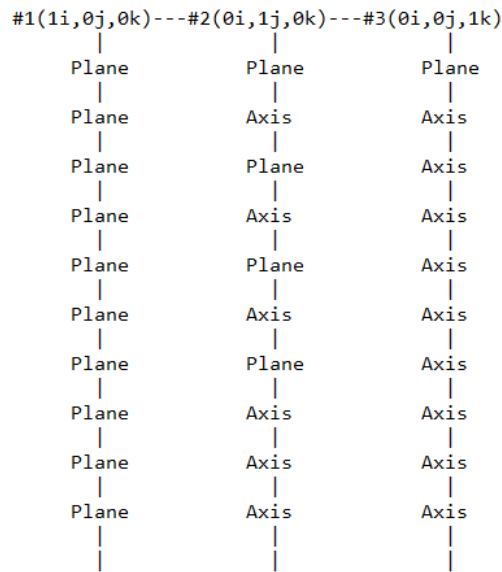 #1(1i,0j,0k)---#2(0i,1j,0k)---#3(0i,0j,1k)
| | |
Plane Plane Plane
| | |
Plane Axis Axis
| | |
Plane Plane Axis
| | |
Plane Axis Axis
| | |
Plane Plane Axis
| | |
Plane Axis Axis
| | |
Plane Plane Axis
| | |
Plane Axis Axis
| | |
Plane Axis Axis
| | |
Plane Axis Axis
| | |
| | |